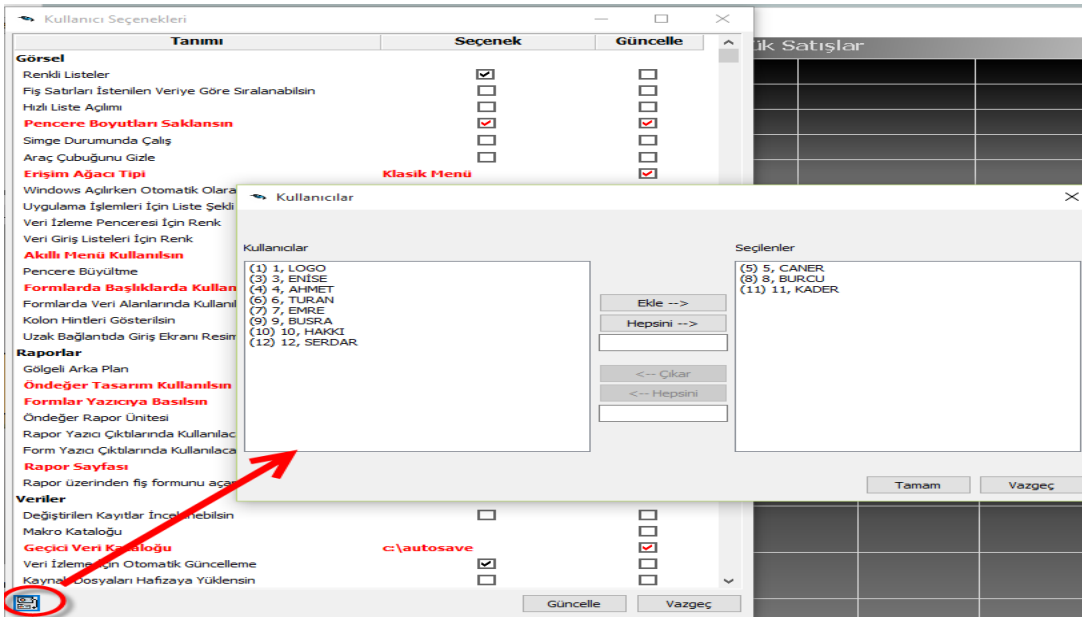 Kullanıcı Seçenekleri
Tanımı Seçenek Güncelle
ük Satışlar
Görsel
Renkli Listeler
Fiş Satırları İstenilen Veriye Göre Sıralanabilsin
Hızlı Liste Açılımı
Pencere Boyutları Saklansın
Simge Durumunda Çalış
Araç Çubuğunu Gizle
Erişim Ağacı Tipi Klasik Menü
Windows Açılırken Otomatik Olara
Uygulama İşlemleri İçin Liste Şekli
Veri İzleme Penceresi İçin Renk
Veri Giriş Listeleri İçin Renk
Akıllı Menü Kullanılsın
Pencere Büyültme
Formlarda Başlıklarda Kullan
Formlarda Veri Alanlarında Kullanıl
Kolon Hintleri Gösterilsin
Uzak Bağlantıda Giriş Ekranı Resim
Raporlar
Gölgeli Arka Plan
Öndeğer Tasarım Kullanılsın
Formlar Yazıcıya Basılsın
Öndeğer Rapor Ünitesi
Rapor Yazıcı Çıktılarında Kullanılac
Form Yazıcı Çıktılarında Kullanılaca
Rapor Sayfası
Rapor üzerinden fiş formunu aça
Veriler
Değiştirilen Kayıtlar İncelenebilsin
Makro Kataloğu
Geçici Veri Kataloğu c:\autosave
Veri İzleme İçin Otomatik Güncelleme
Kaynak Dosyaları Hafızaya Yüklensin
Güncelle Vazgeç
Kullanıcılar
Kullanıcılar
(1) 1, LOGO
(3) 3, ENİSE
(4) 4, AHMET
(6) 6, TURAN
(7) 7, EMRE
(9) 9, BUSRA
(10) 10, HAKKI
(12) 12, SERDAR
Ekle -->
Hepsini -->
<-- Çıkar
<-- Hepsini
Seçilenler
(5) 5, CANER
(8) 8, BURCU
(11) 11, KADER
Tamam Vazgeç